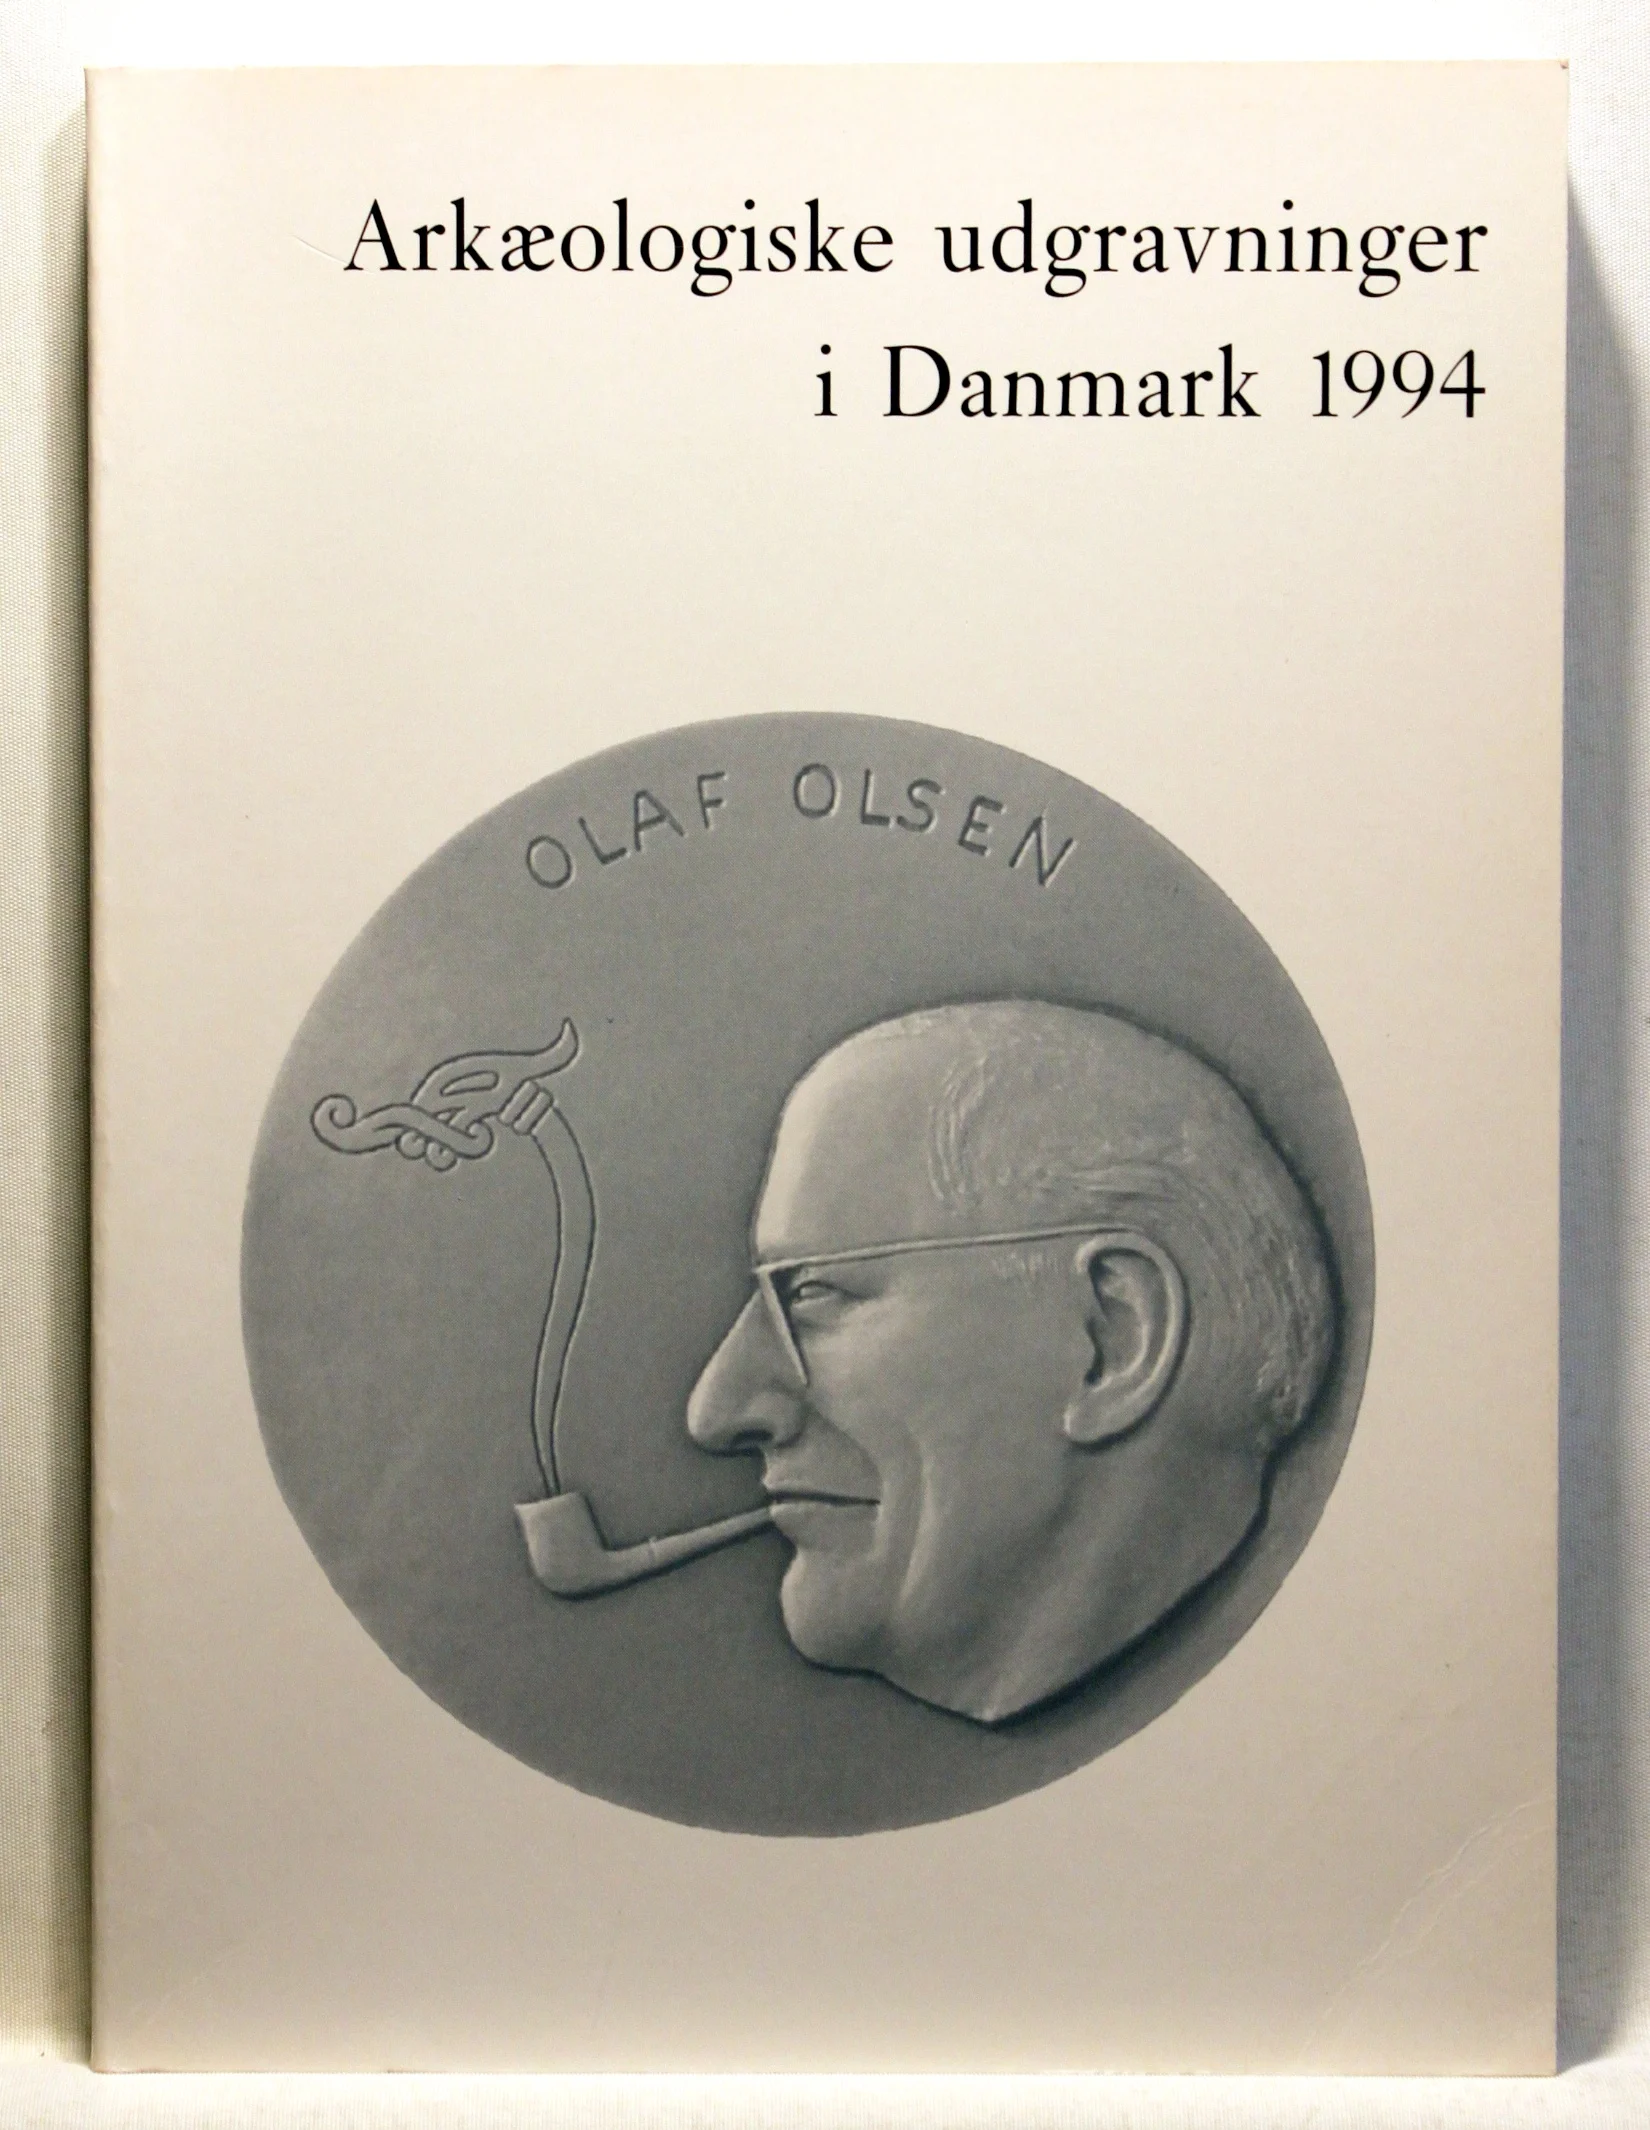 Arkæologiske udgravninger
i Danmark 1994
OLAF OLSEN